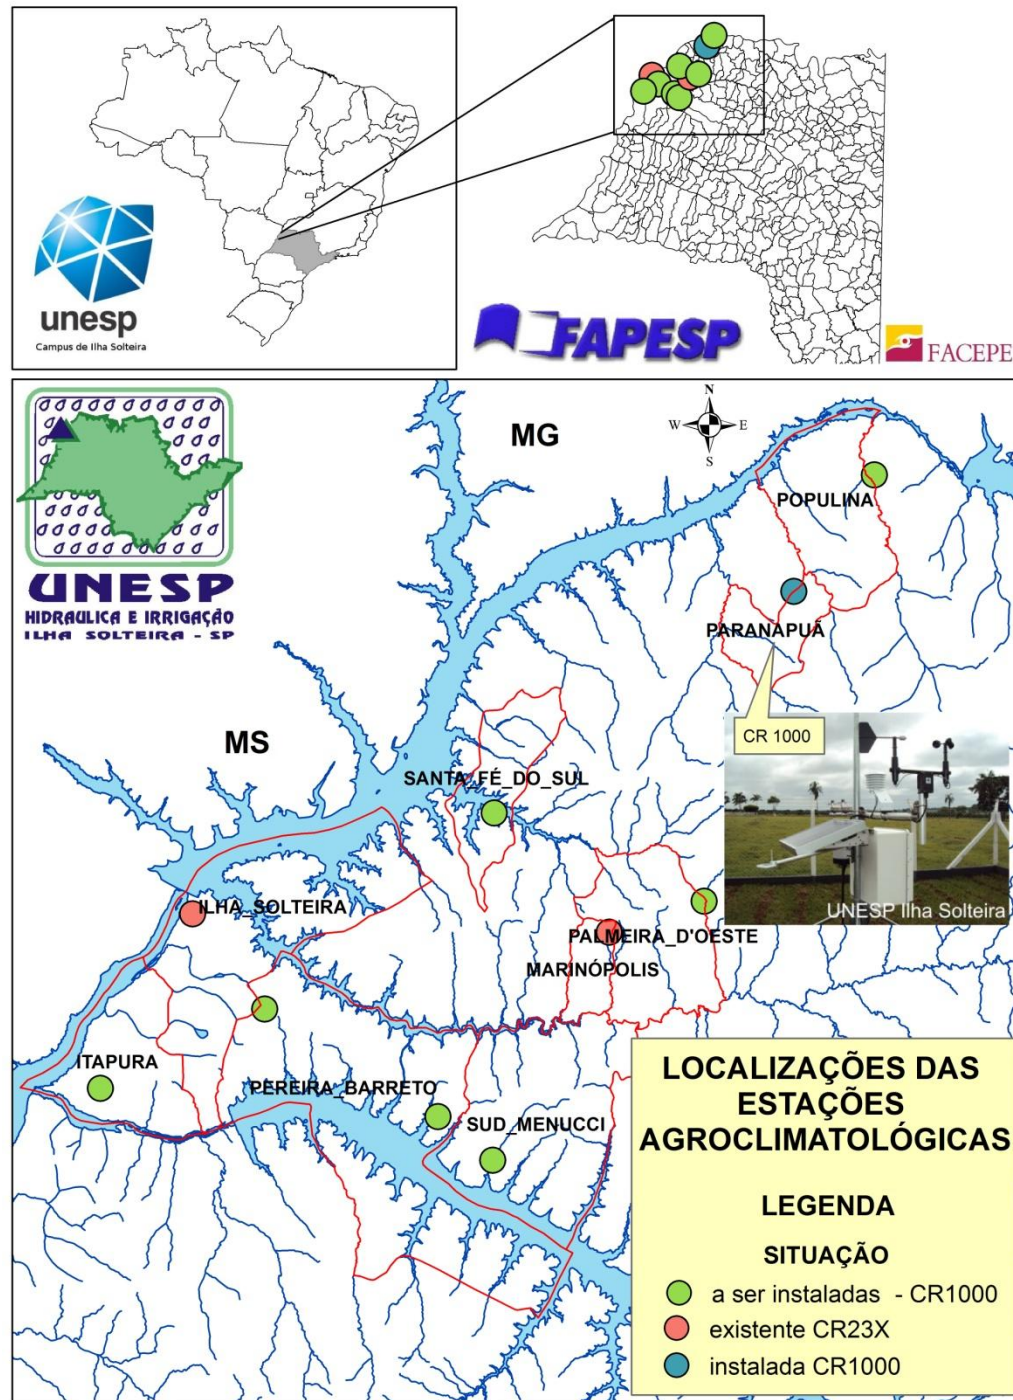 unesp
Campus de Ilha Solteira
FAPESP
FACEPE
UNESP
HIDRAULICA E IRRIGAÇÃO
ILHA SOLTEIRA - SP
MG
N
W
E
S
POPULINA
PARANAPUÃ
CR 1000
MS
SANTA_FÉ_DO_SUL
UNESP Ilha Solteira
ILHA_SOLTEIRA
PALMEIRA_D'OESTE
MARINÓPOLIS
ITAPURA
PEREIRA_BARRETO
SUD_MENUCCI
LOCALIZAÇÕES DAS
ESTAÇÕES
AGROCLIMATOLÓGICAS
LEGENDA
SITUAÇÃO
a ser instaladas - CR1000
existente CR23X
instalada CR1000